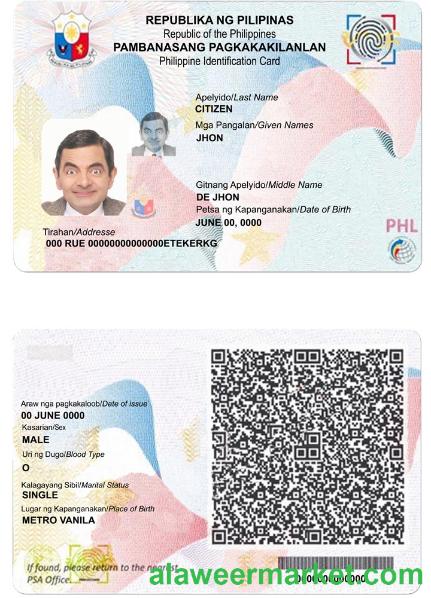 REPUBLIKA NG PILIPINAS
Republic of the Philippines
PAMBANSANG PAGKAKAKILANLAN
Philippine Identification Card
Apelyido/Last Name
CITIZEN
Mga Pangalan/Given Names
JHON
Gitnang Apelyido/Middle Name
DE JHON
Petsa ng Kapanganakan/Date of Birth
JUNE 00, 0000
PHL
Tirahan/Addresse
000 RUE 00000000000000ETEKERKG
Araw nga pagkakaloob/Date of issue
00 JUNE 0000
Kasarian/Sex
MALE
Uri ng Dugo/Blood Type
O
Kalagayang Sibil/Marital Status
SINGLE
Lugar ng Kapanganakan/Place of Birth
METRO VANILA
If found, please return to the nearest
PSA Office.
alaweermarket.com